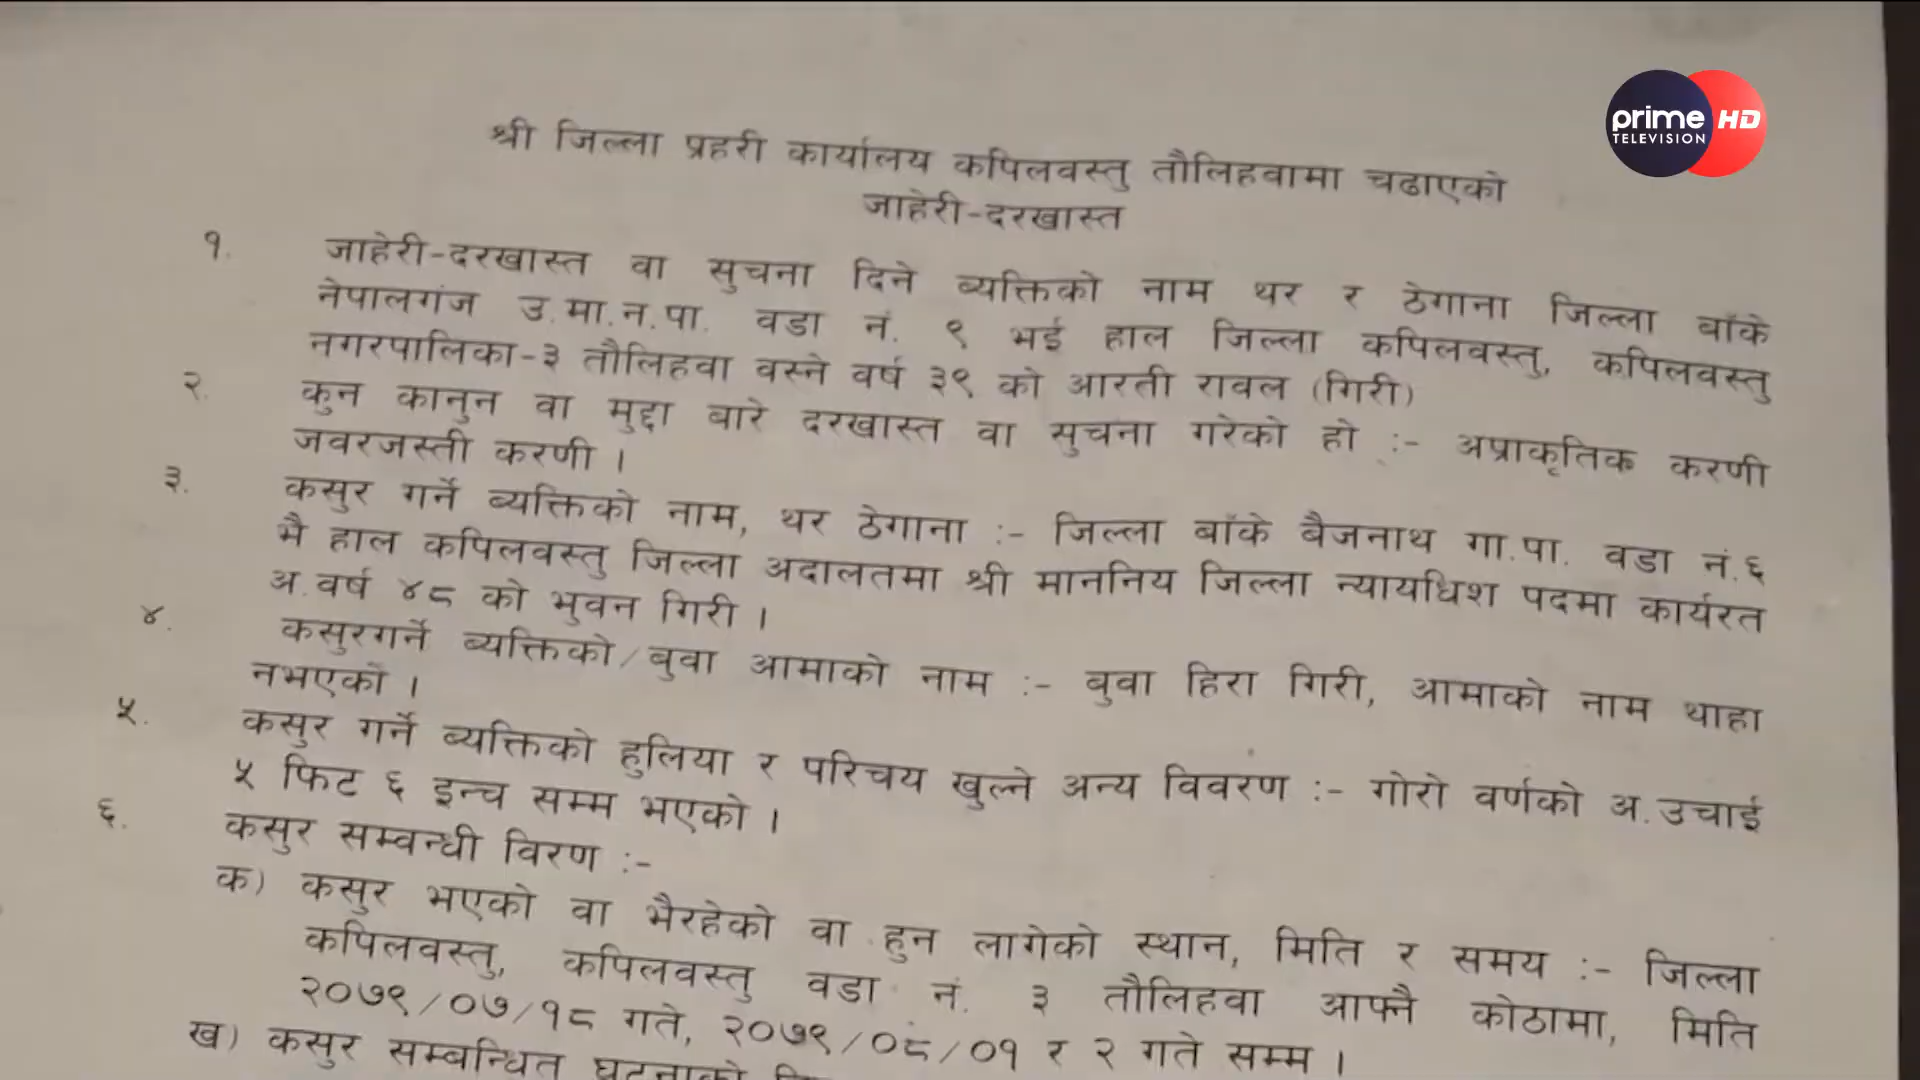 prime HD
TELEVISION
श्री जिल्ला प्रहरी कार्यालय कपिलवस्तु तौलिहवामा चढाएको
जाहेरी-दरखास्त
१. जाहेरी-दरखास्त वा सुचना दिने व्यक्तिको नाम थर र ठेगाना जिल्ला बाँके
नेपालगंज उ.मा.न.पा. वडा नं. ९ भई हाल जिल्ला कपिलवस्तु, कपिलवस्तु
नगरपालिका-३ तौलिहवा वस्ने वर्ष ३९ को आरती रावल (गिरी)
२. कुन कानुन वा मुद्दा बारे दरखास्त वा सुचना गरेको हो :- अप्राकृतिक करणी
जवरजस्ती करणी ।
३. कसुर गर्ने ब्यक्तिको नाम, थर ठेगाना :- जिल्ला बाँके बैजनाथ गा.पा. वडा नं.६
भै हाल कपिलवस्तु जिल्ला अदालतमा श्री माननिय जिल्ला न्यायधिश पदमा कार्यरत
अ.वर्ष ४८ को भुवन गिरी ।
४. कसुरगर्ने ब्यक्तिको/बुवा आमाको नाम :- बुवा हिरा गिरी, आमाको नाम थाहा
नभएको ।
५. कसुर गर्ने ब्यक्तिको हुलिया र परिचय खुल्ने अन्य विवरण :- गोरो वर्णको अ.उचाई
५ फिट ६ इन्च सम्म भएको ।
६. कसुर सम्वन्धी विरण :-
क) कसुर भएको वा भैरहेको वा हुन लागेको स्थान, मिति र समय :- जिल्ला
कपिलवस्तु, कपिलवस्तु वडा नं. ३ तौलिहवा आफ्नै कोठामा, मिति
२०७९/०७/१८ गते, २०७९/०८/०१ र २ गते सम्म ।
ख) कसुर सम्बन्धित घटनाको